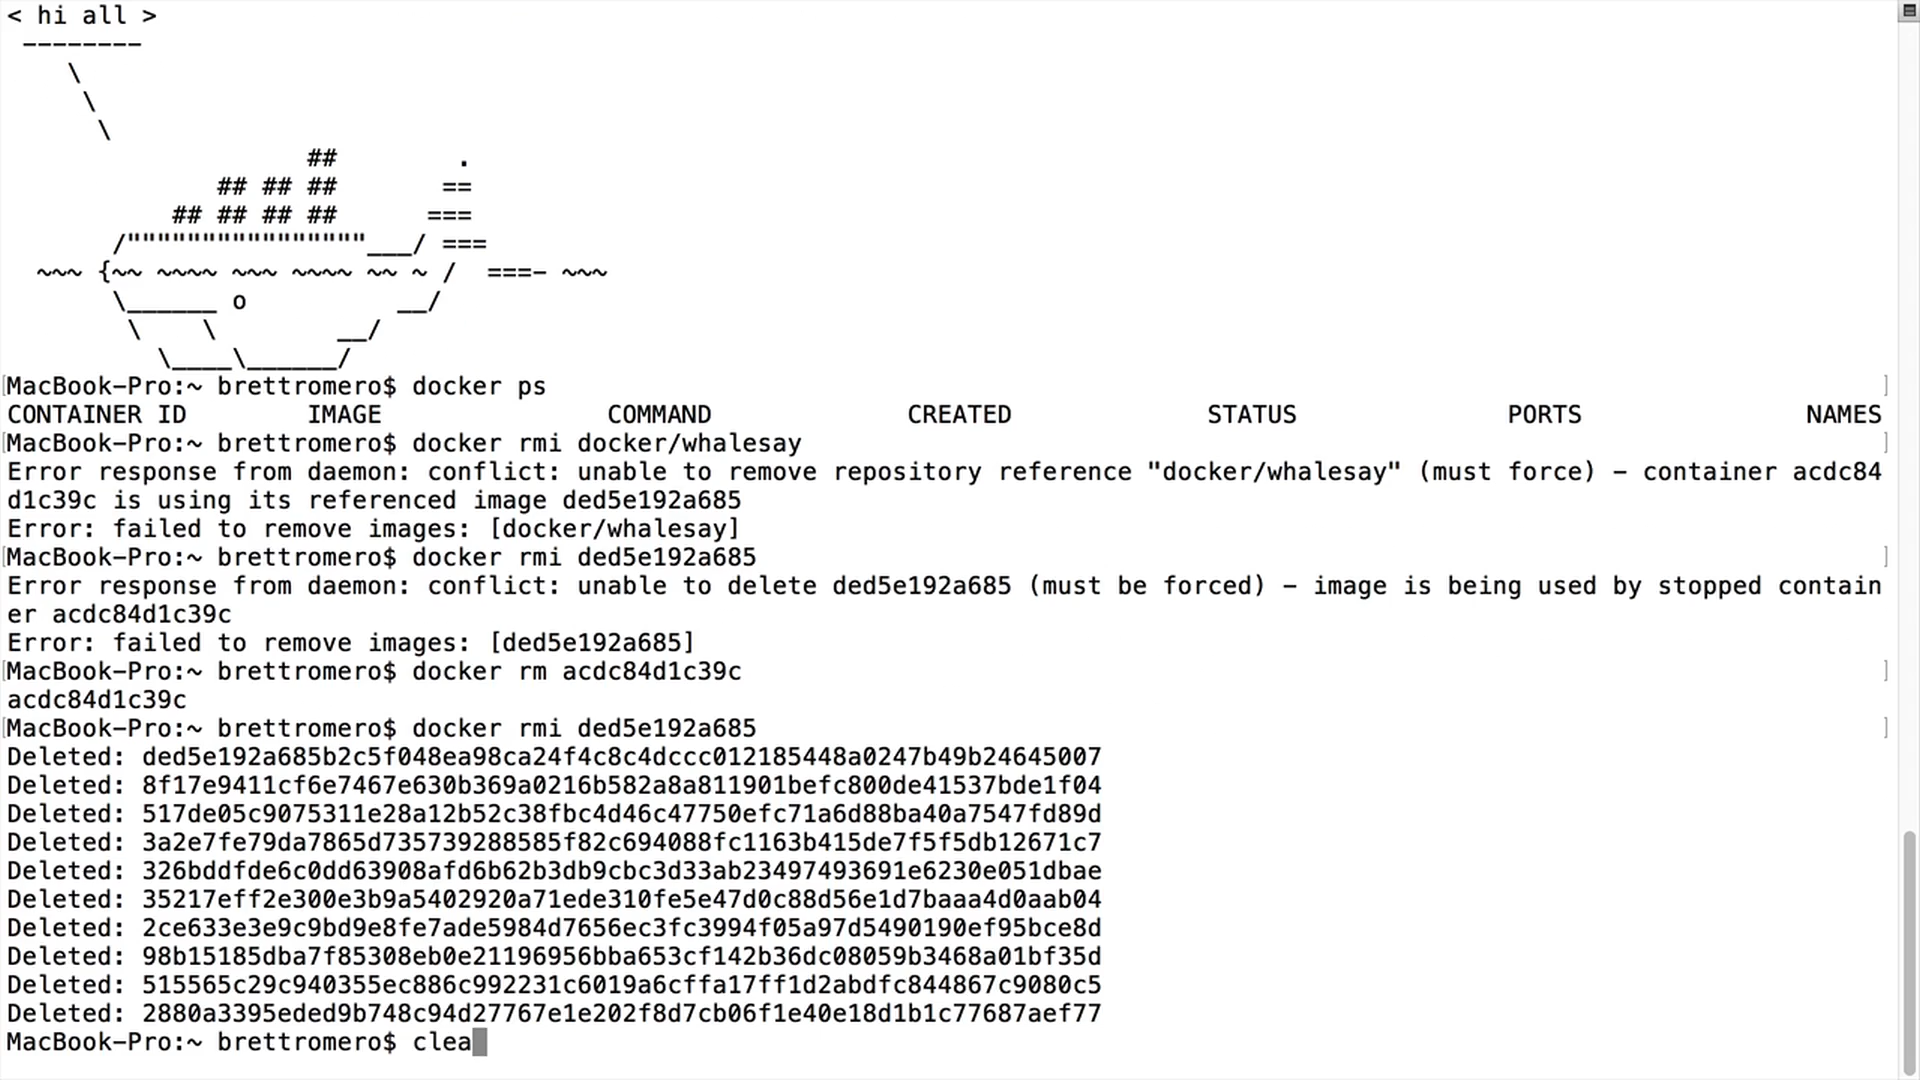 < hi all >
 --------
    \
     \
      \
                    ##         .
              ## ## ##        ==
           ## ## ## ##       ===
       /""""""""""""""""___/ ===
  ~~~ {~~ ~~~~ ~~~ ~~~~ ~~ ~ /  ===- ~~~
       \______ o           __/
        \    \         __/
          \____\______/
MacBook-Pro:~ brettromero$ docker ps
CONTAINER ID        IMAGE               COMMAND             CREATED             STATUS              PORTS               NAMES
MacBook-Pro:~ brettromero$ docker rmi docker/whalesay
Error response from daemon: conflict: unable to remove repository reference "docker/whalesay" (must force) - container acdc84
d1c39c is using its referenced image ded5e192a685
Error: failed to remove images: [docker/whalesay]
MacBook-Pro:~ brettromero$ docker rmi ded5e192a685
Error response from daemon: conflict: unable to delete ded5e192a685 (must be forced) - image is being used by stopped contain
er acdc84d1c39c
Error: failed to remove images: [ded5e192a685]
MacBook-Pro:~ brettromero$ docker rm acdc84d1c39c
acdc84d1c39c
MacBook-Pro:~ brettromero$ docker rmi ded5e192a685
Deleted: ded5e192a685b2c5f048ea98ca24f4c8c4dccc012185448a0247b49b24645007
Deleted: 8f17e9411cf6e7467e630b369a0216b582a8a811901befc800de41537bde1f04
Deleted: 517de05c9075311e28a12b52c38fbc4d46c47750efc71a6d88ba40a7547fd89d
Deleted: 3a2e7fe79da7865d735739288585f82c694088fc1163b415de7f5f5db12671c7
Deleted: 326bddfde6c0dd63908afd6b62b3db9cbc3d33ab23497493691e6230e051dbae
Deleted: 35217eff2e300e3b9a5402920a71ede310fe5e47d0c88d56e1d7baaa4d0aab04
Deleted: 2ce633e3e9c9bd9e8fe7ade5984d7656ec3fc3994f05a97d5490190ef95bce8d
Deleted: 98b15185dba7f85308eb0e21196956bba653cf142b36dc08059b3468a01bf35d
Deleted: 515565c29c940355ec886c992231c6019a6cffa17ff1d2abdfc844867c9080c5
Deleted: 2880a3395eded9b748c94d27767e1e202f8d7cb06f1e40e18d1b1c77687aef77
MacBook-Pro:~ brettromero$ clea